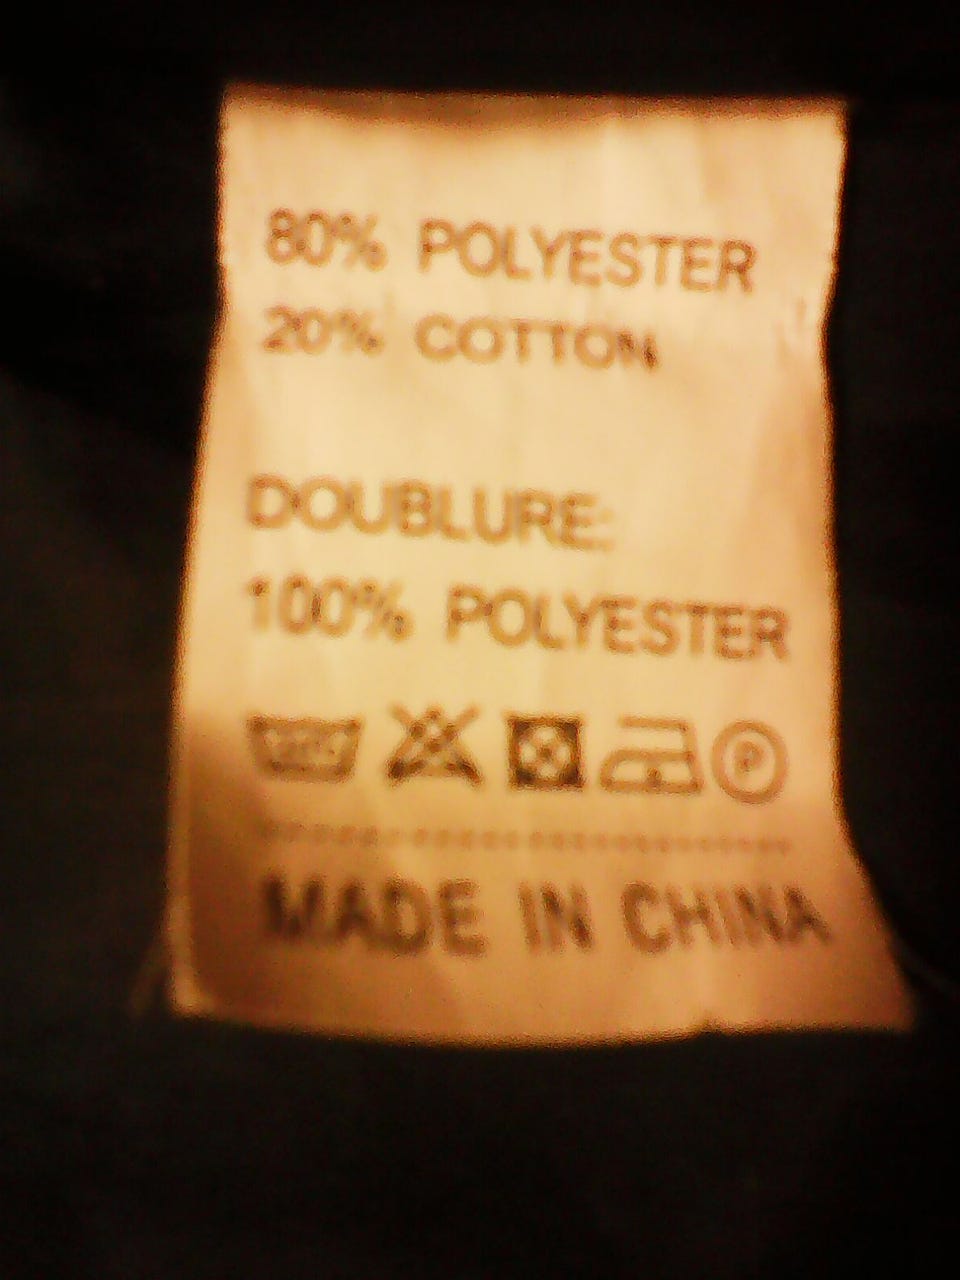 80% POLYESTER
20% COTTON
DOUBLURE:
100% POLYESTER
P
MADE IN CHINA